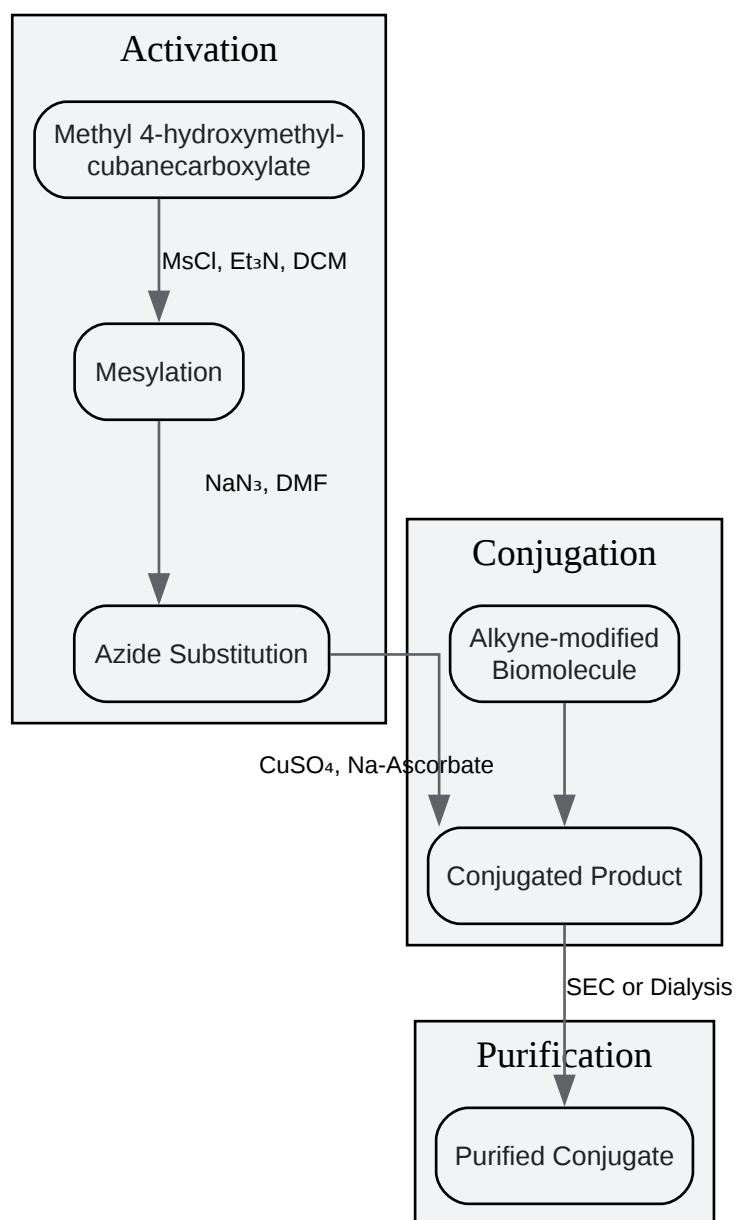 Activation
Methyl 4-hydroxymethyl-
cubanecarboxylate
MsCl, Et₃N, DCM
Mesylation
NaN₃, DMF
Azide Substitution
Conjugation
Alkyne-modified
Biomolecule
CuSO₄, Na-Ascorbate
Conjugated Product
SEC or Dialysis
Purification
Purified Conjugate